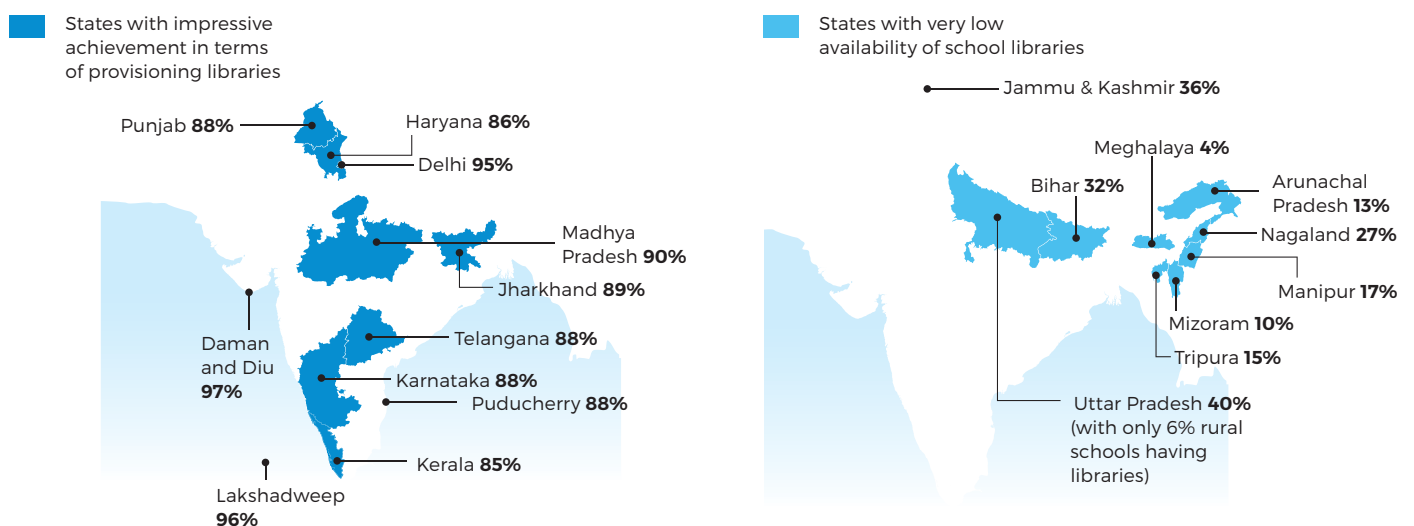 States with impressive
achievement in terms
of provisioning libraries
Punjab 88%
Haryana 86%
Delhi 95%
Madhya
Pradesh 90%
Jharkhand 89%
Daman
and Diu
97%
Telangana 88%
Karnataka 88%
Puducherry 88%
Kerala 85%
Lakshadweep
96%
States with very low
availability of school libraries
Jammu & Kashmir 36%
Meghalaya 4%
Bihar 32%
Arunachal
Pradesh 13%
Nagaland 27%
Manipur 17%
Mizoram 10%
Tripura 15%
Uttar Pradesh 40%
(with only 6% rural
schools having
libraries)